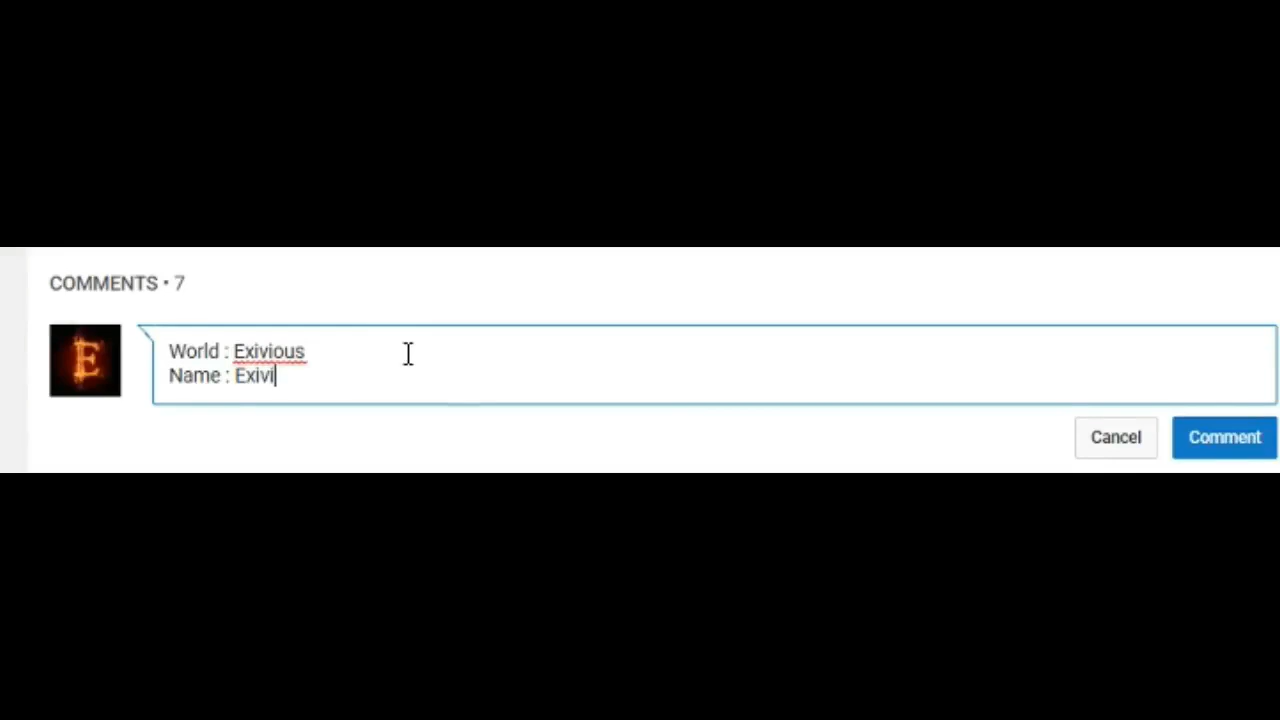 COMMENTS • 7
E
World : Exivious
Name : Exivi
Cancel
Comment